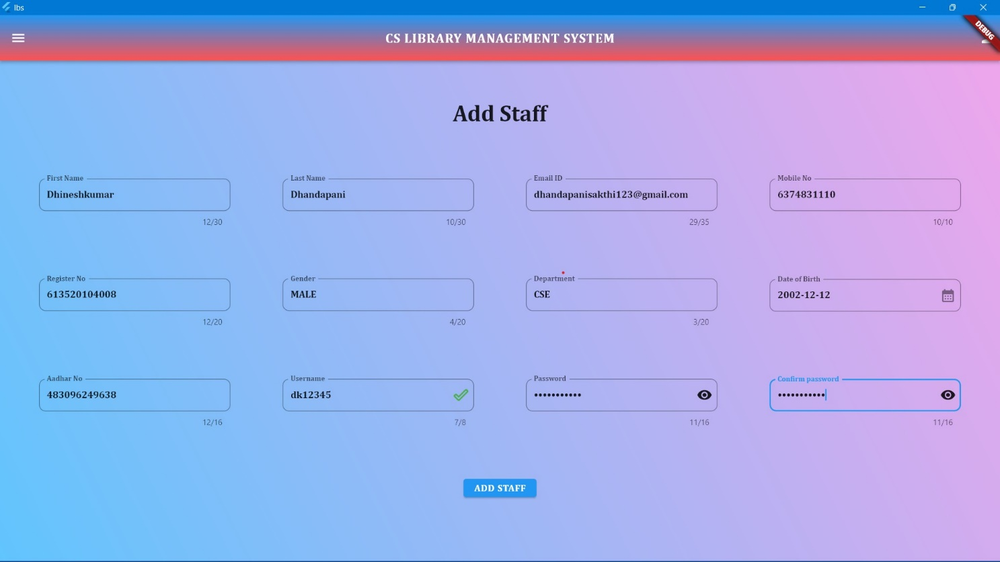 lbs
CS LIBRARY MANAGEMENT SYSTEM
DEBUG
Add Staff
First Name
Dhineshkumar
12/30
Last Name
Dhandapani
10/30
Email ID
dhandapanisakthi123@gmail.com
29/35
Mobile No
6374831110
10/10
Register No
613520104008
12/20
Gender
MALE
4/20
Department
CSE
3/20
Date of Birth
2002-12-12
Aadhar No
483096249638
12/16
Username
dk12345
7/8
Password
•••••••••••
11/16
Confirm password
•••••••••••
11/16
ADD STAFF